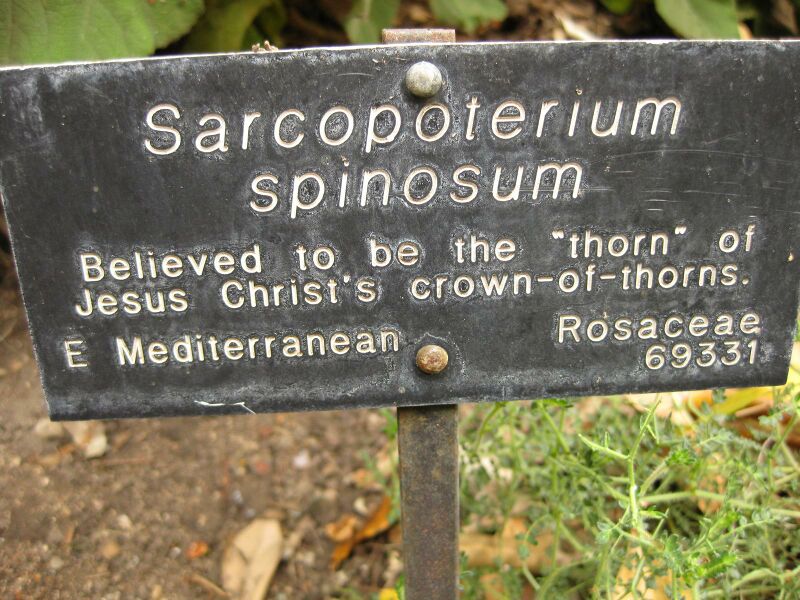 Sarcopoterium
spinosum
Believed to be the "thorn" of
Jesus Christ's crown-of-thorns.
E Mediterranean Rosaceae
69331